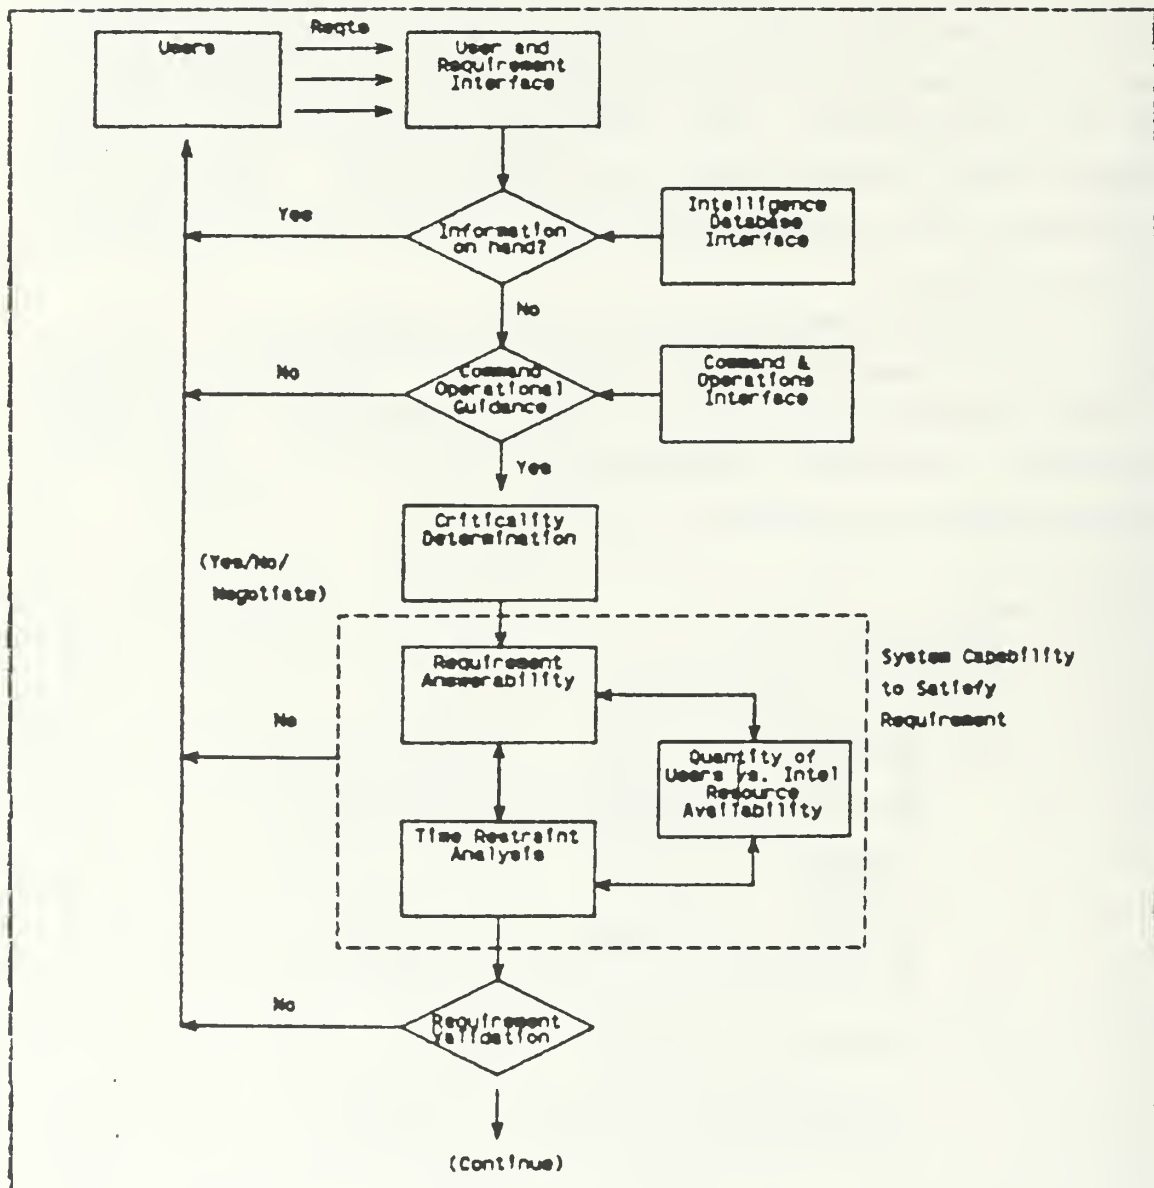 Reqts
Users
User and
Requirement
Interface
Yes
Information
on hand?
Intelligence
Database
Interface
No
No
Command
Operational
Guidance
Command &
Operations
Interface
Yes
Criticality
Determination
(Yes/No/
Negotiate)
Requirement
Answerability
System Capability
to Satisfy
Requirement
No
Quantity of
Users vs. Intel
Resource
Availability
Time Restraint
Analysis
No
Requirement
Validation
(Continue)